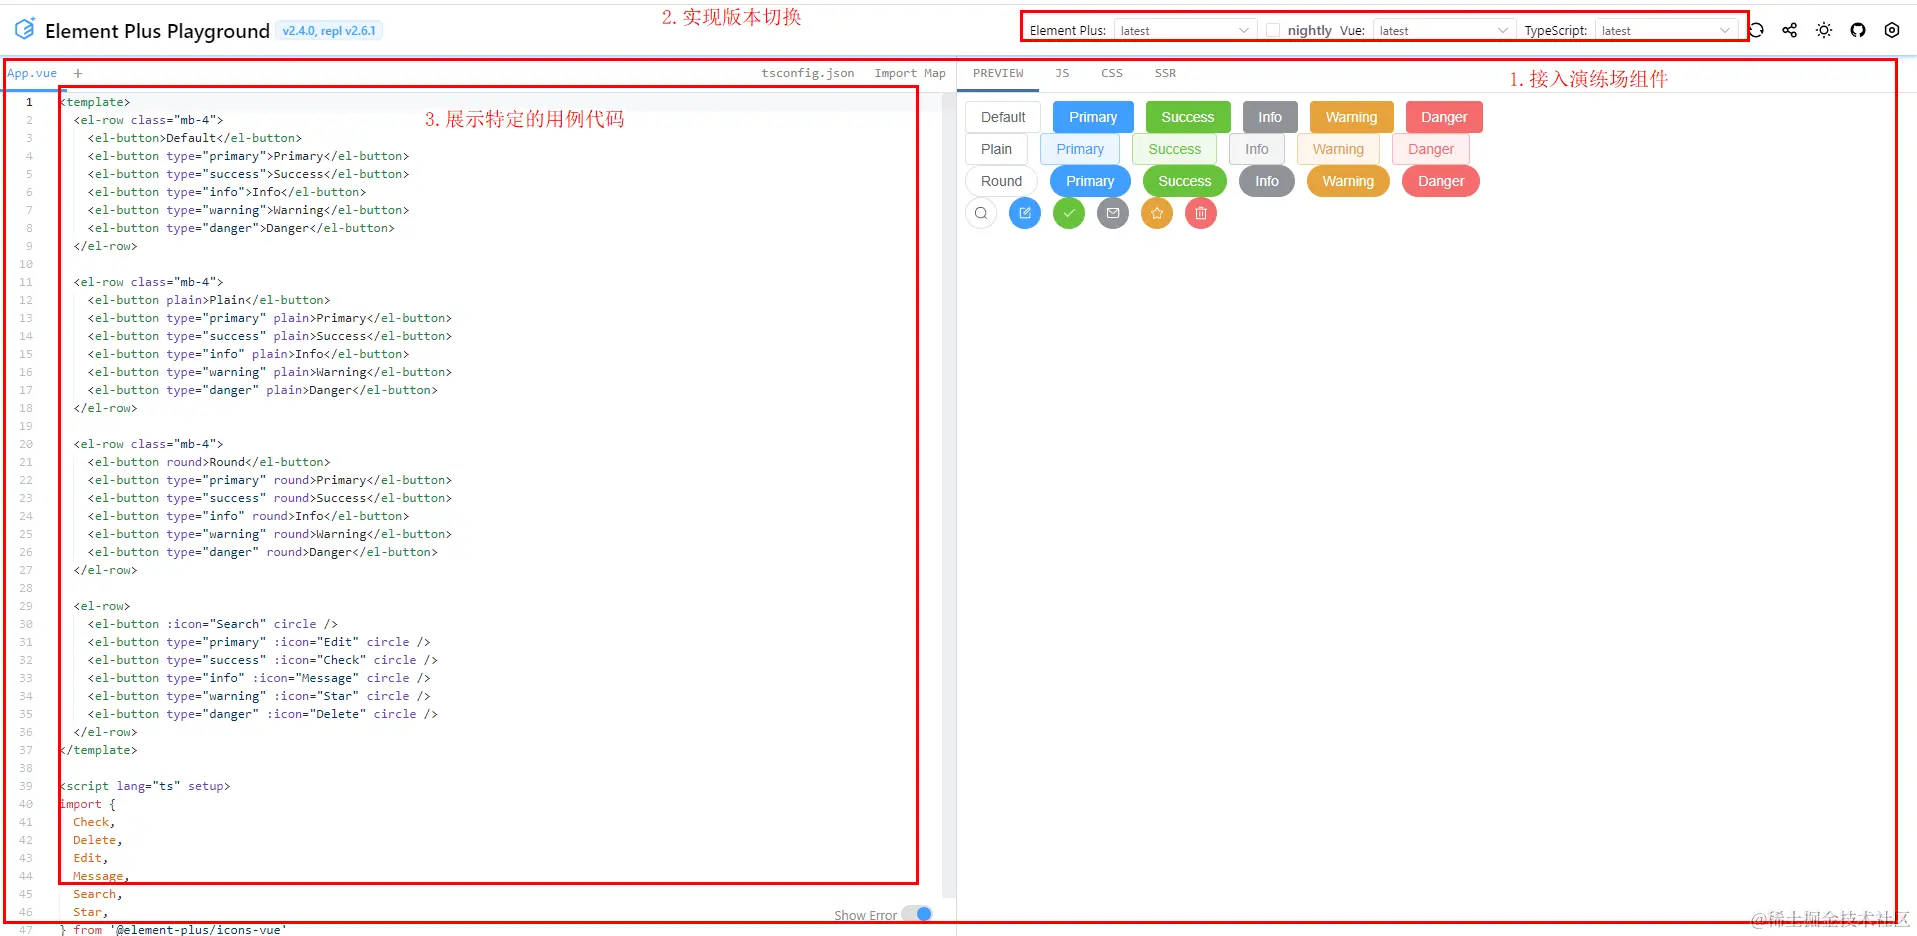 2.实现版本切换
Element Plus Playground v2.4.0, repl v2.6.1 Element Plus: latest nightly Vue: latest TypeScript: latest
App.vue + tsconfig.json Import Map
PREVIEW JS CSS SSR
1.接入演练场组件
3.展示特定的用例代码
1 <template>
2 <el-row class="mb-4">
3 <el-button>Default</el-button>
4 <el-button type="primary">Primary</el-button>
5 <el-button type="success">Success</el-button>
6 <el-button type="info">Info</el-button>
7 <el-button type="warning">Warning</el-button>
8 <el-button type="danger">Danger</el-button>
9 </el-row>
10
11 <el-row class="mb-4">
12 <el-button plain>Plain</el-button>
13 <el-button type="primary" plain>Primary</el-button>
14 <el-button type="success" plain>Success</el-button>
15 <el-button type="info" plain>Info</el-button>
16 <el-button type="warning" plain>Warning</el-button>
17 <el-button type="danger" plain>Danger</el-button>
18 </el-row>
19
20 <el-row class="mb-4">
21 <el-button round>Round</el-button>
22 <el-button type="primary" round>Primary</el-button>
23 <el-button type="success" round>Success</el-button>
24 <el-button type="info" round>Info</el-button>
25 <el-button type="warning" round>Warning</el-button>
26 <el-button type="danger" round>Danger</el-button>
27 </el-row>
28
29 <el-row>
30 <el-button :icon="Search" circle />
31 <el-button type="primary" :icon="Edit" circle />
32 <el-button type="success" :icon="Check" circle />
33 <el-button type="info" :icon="Message" circle />
34 <el-button type="warning" :icon="Star" circle />
35 <el-button type="danger" :icon="Delete" circle />
36 </el-row>
37 </template>
38
39 <script lang="ts" setup>
40 import {
41 Check,
42 Delete,
43 Edit,
44 Message,
45 Search,
46 Star,
47 } from '@element-plus/icons-vue'
Show Error
Default Primary Success Info Warning Danger
Plain Primary Success Info Warning Danger
Round Primary Success Info Warning Danger
@稀土掘金技术社区